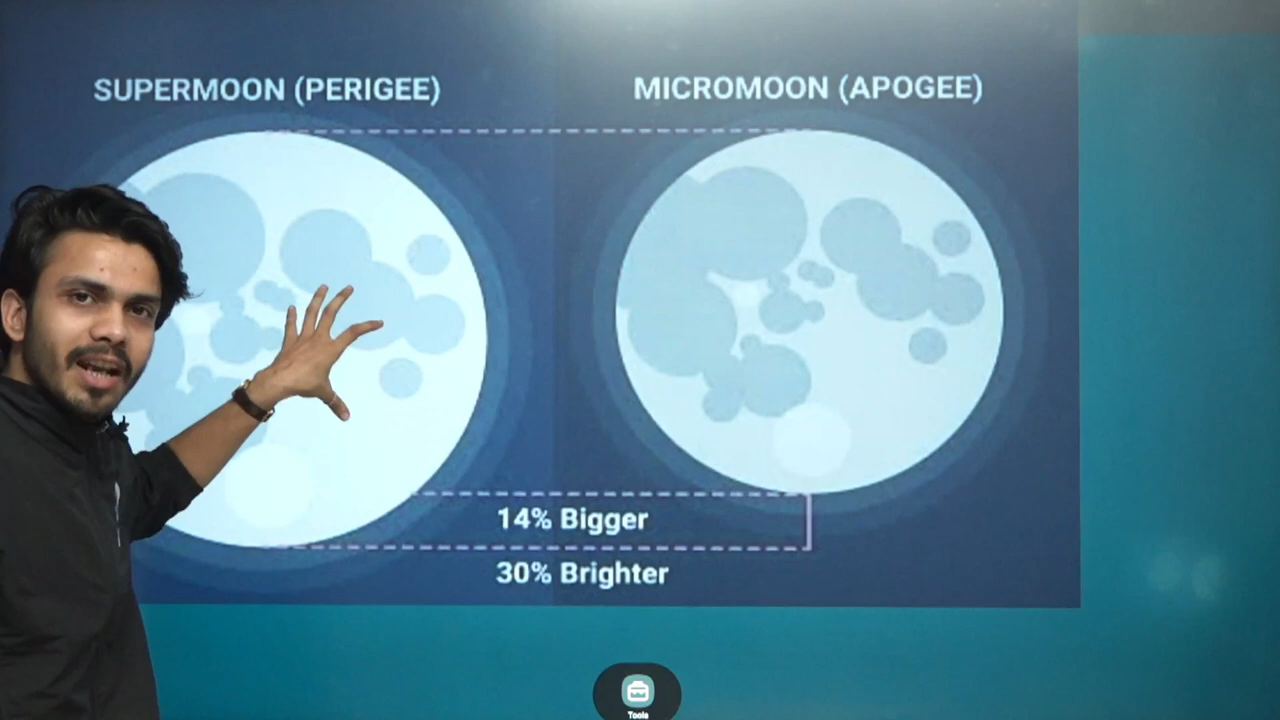 SUPERMOON (PERIGEE)
MICROMOON (APOGEE)
14% Bigger
30% Brighter
Tools